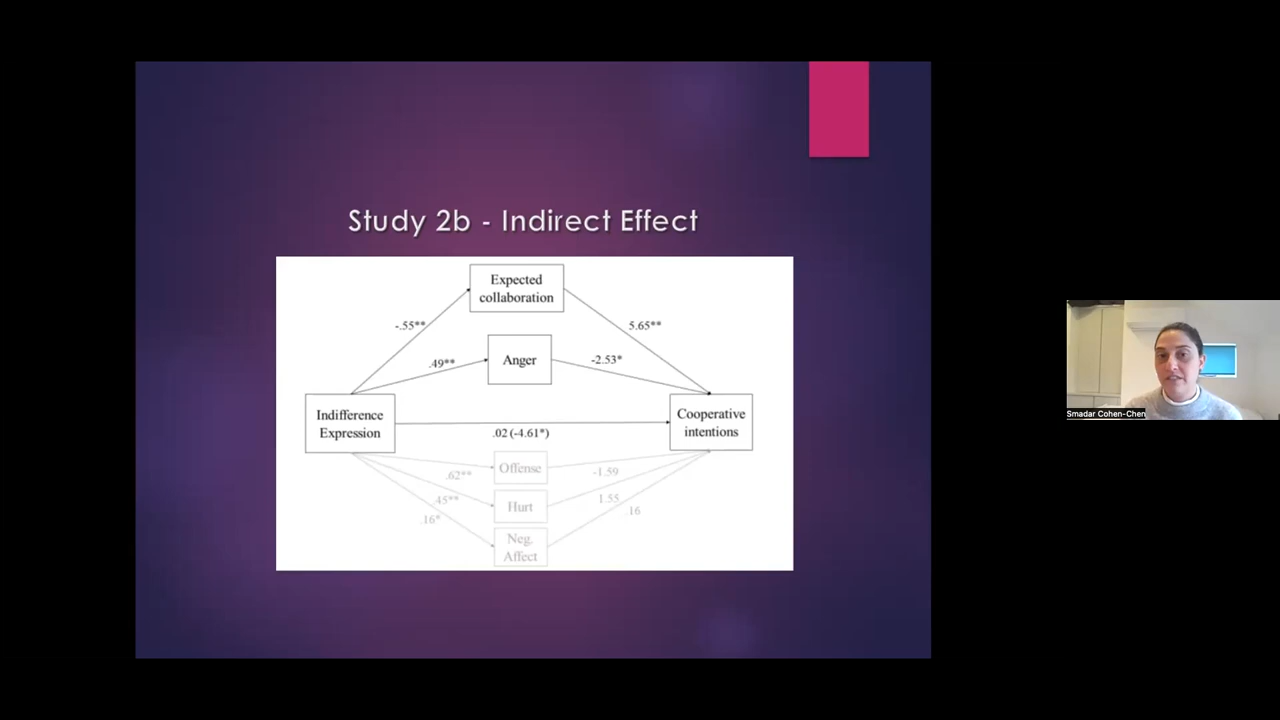 Study 2b - Indirect Effect
Expected
collaboration
-.55**
5.65**
Anger
.49**
-2.53*
Indifference
Expression
Cooperative
intentions
.02 (-4.61*)
Offense
.62**
-1.59
Hurt
.45**
1.55
.16*
.16
Neg.
Affect
Smadar Cohen-Chen